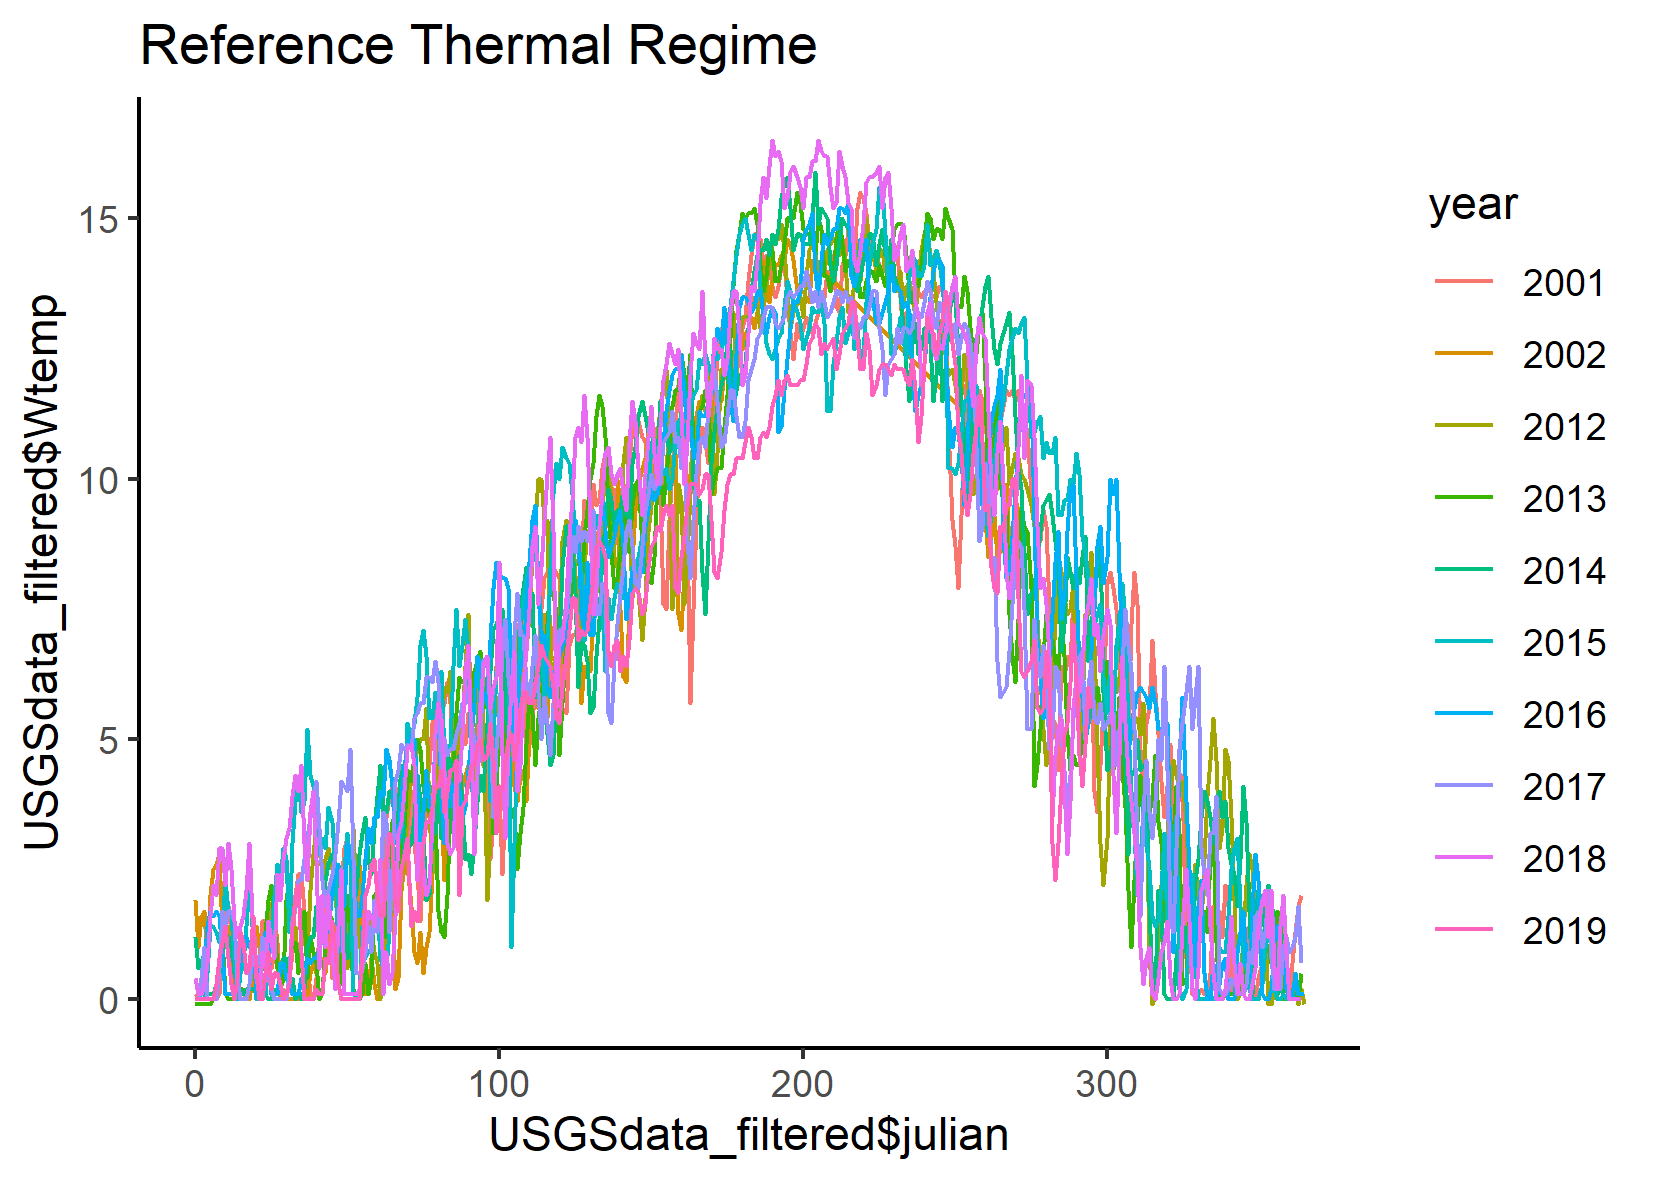 Reference Thermal Regime
USGSdata_filtered$Wtemp
15
10
5
0
0 100 200 300
USGSdata_filtered$julian
year
2001
2002
2012
2013
2014
2015
2016
2017
2018
2019